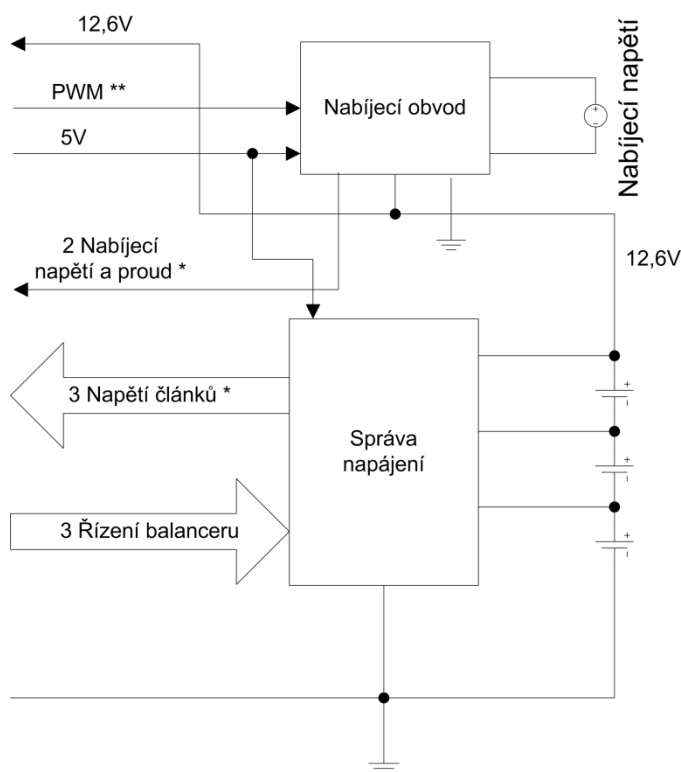 12,6V
PWM **
5V
Nabíjecí obvod
Nabíjecí napětí
2 Nabíjecí
napětí a proud *
12,6V
3 Napětí článků *
Správa
napájení
3 Řízení balanceru